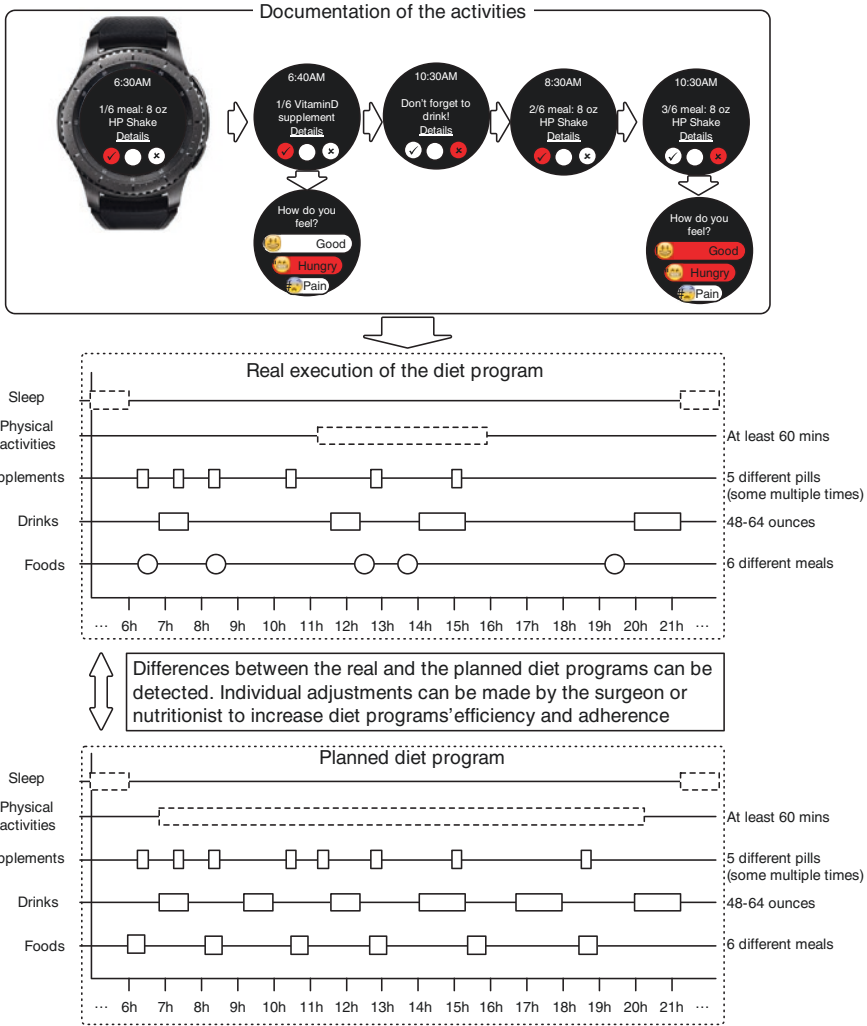 Documentation of the activities
6:30AM
1/6 meal: 8 oz
HP Shake
Details
6:40AM
1/6 VitaminD
supplement
Details
10:30AM
Don't forget to
drink!
Details
8:30AM
2/6 meal: 8 oz
HP Shake
Details
10:30AM
3/6 meal: 8 oz
HP Shake
Details
How do you
feel?
Good
Hungry
#Pain
How do you
feel?
Good
Hungry
#Pain
Real execution of the diet program
Sleep
Physical
activities
At least 60 mins
pplements
5 different pills
(some multiple times)
Drinks
48-64 ounces
Foods
6 different meals
... 6h 7h 8h 9h 10h 11h 12h 13h 14h 15h 16h 17h 18h 19h 20h 21h ...
Differences between the real and the planned diet programs can be
detected. Individual adjustments can be made by the surgeon or
nutritionist to increase diet programs' efficiency and adherence
Planned diet program
Sleep
Physical
activities
At least 60 mins
pplements
5 different pills
(some multiple times)
Drinks
48-64 ounces
Foods
6 different meals
... 6h 7h 8h 9h 10h 11h 12h 13h 14h 15h 16h 17h 18h 19h 20h 21h ...